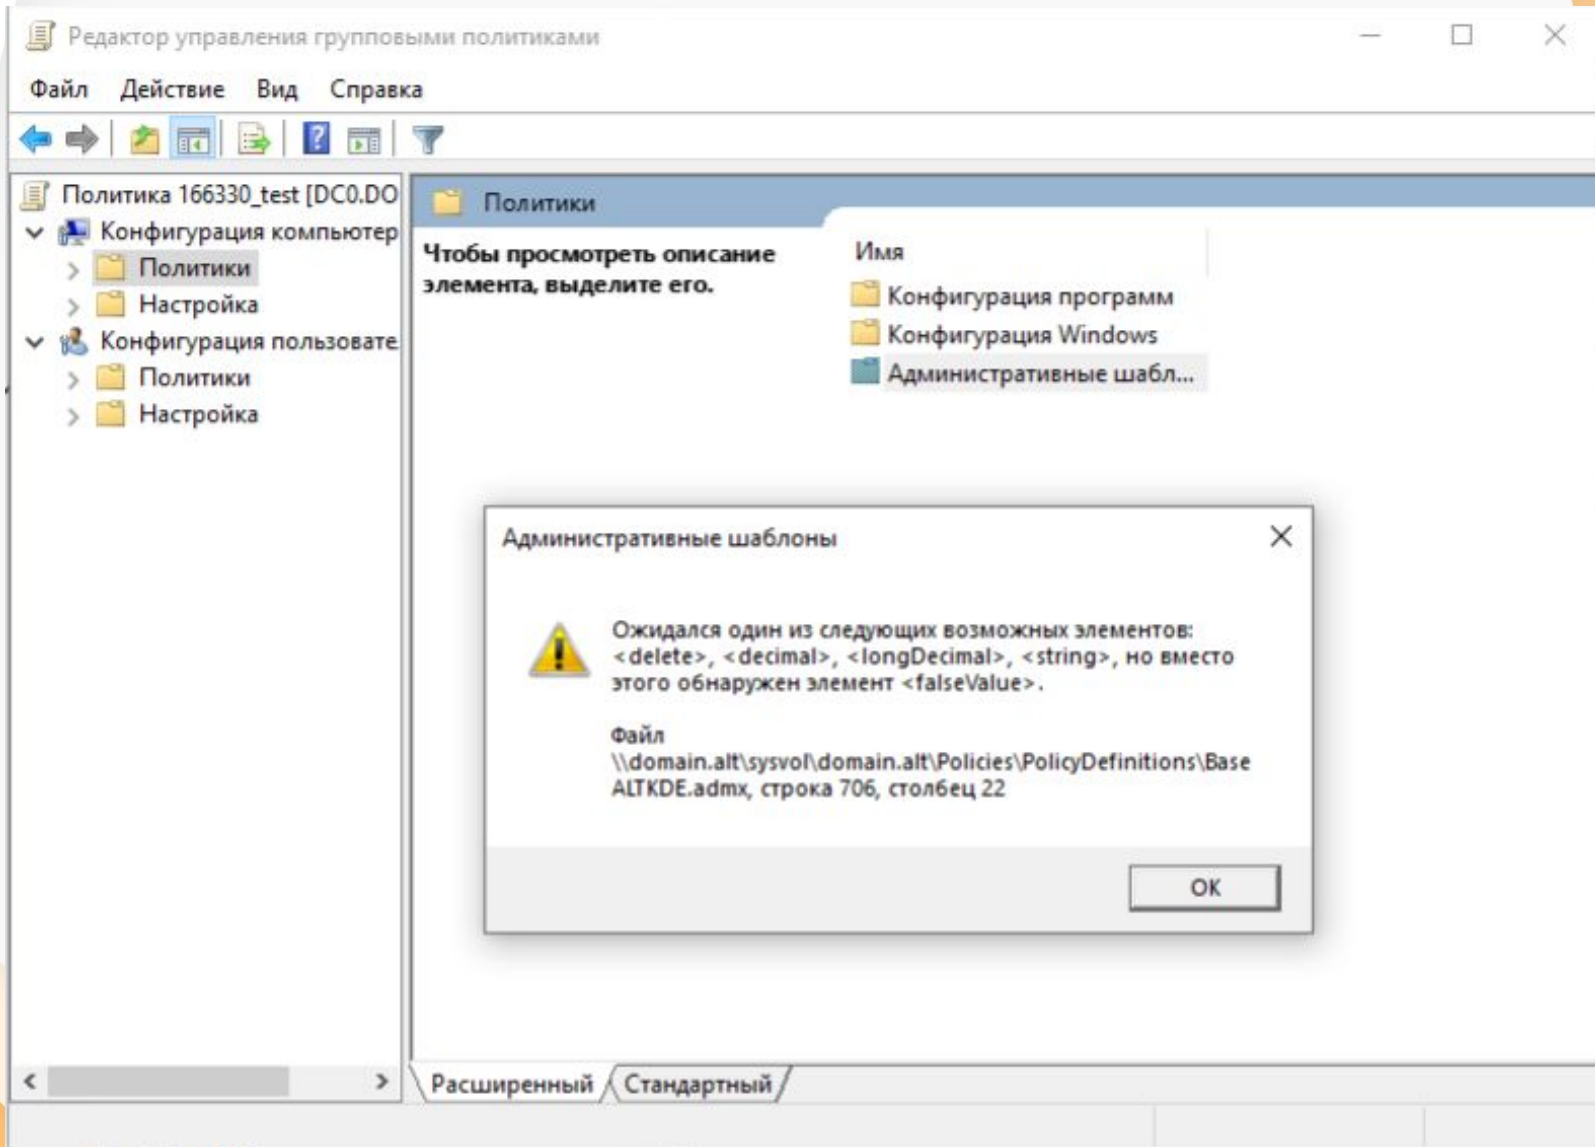 Редактор управления групповыми политиками
Файл Действие Вид Справка
Политика 166330_test [DC0.DO
Конфигурация компьютер
Политики
Настройка
Конфигурация пользовате
Политики
Настройка
Политики
Чтобы просмотреть описание
элемента, выделите его.
Имя
Конфигурация программ
Конфигурация Windows
Административные шабл...
Административные шаблоны
Ожидался один из следующих возможных элементов:
<delete>, <decimal>, <longDecimal>, <string>, но вместо
этого обнаружен элемент <falseValue>.
Файл
\\domain.alt\sysvol\domain.alt\Policies\PolicyDefinitions\Base
ALTKDE.admx, строка 706, столбец 22
OK
Расширенный Стандартный